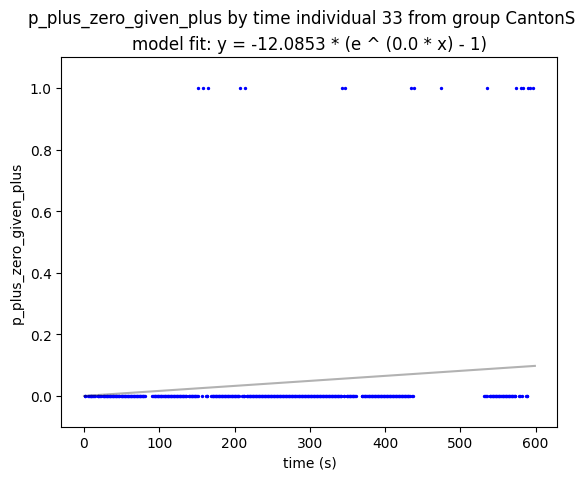 p_plus_zero_given_plus by time individual 33 from group CantonS
model fit: y = -12.0853 * (e ^ (0.0 * x) - 1)
1.0
0.8
0.6
0.4
0.2
0.0
p_plus_zero_given_plus
0 100 200 300 400 500 600
time (s)